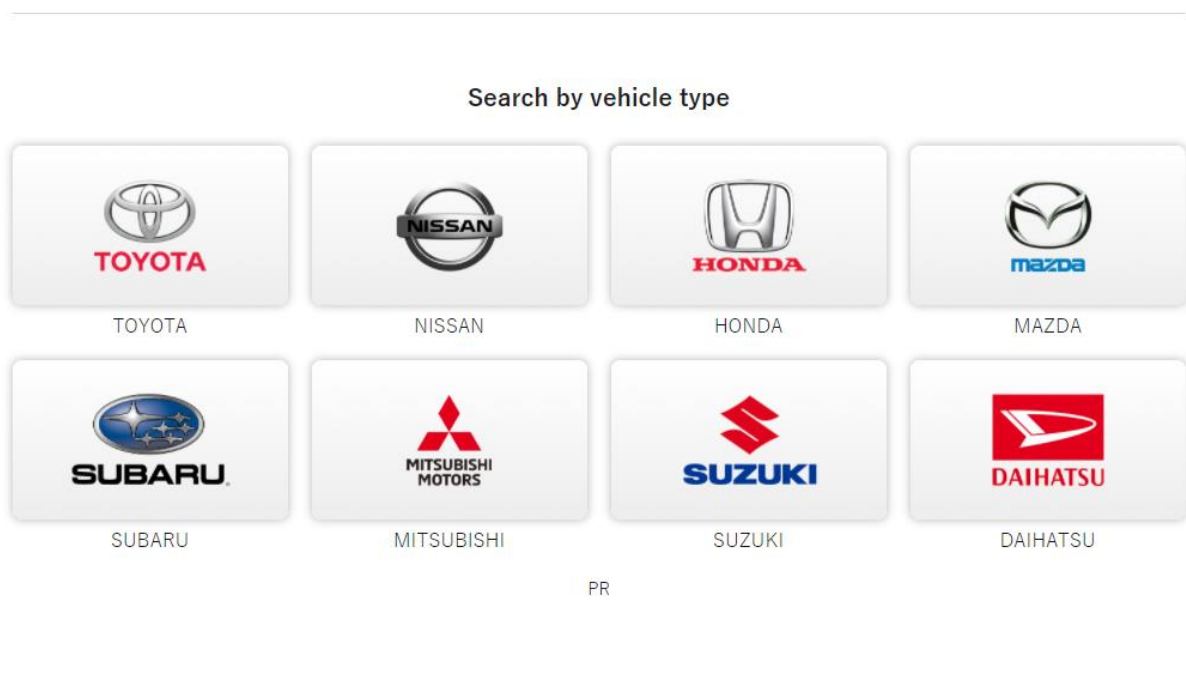 Search by vehicle type
TOYOTA
NISSAN
HONDA
mazda
TOYOTA
NISSAN
HONDA
MAZDA
SUBARU.
MITSUBISHI
MOTORS
SUZUKI
DAIHATSU
SUBARU
MITSUBISHI
SUZUKI
DAIHATSU
PR